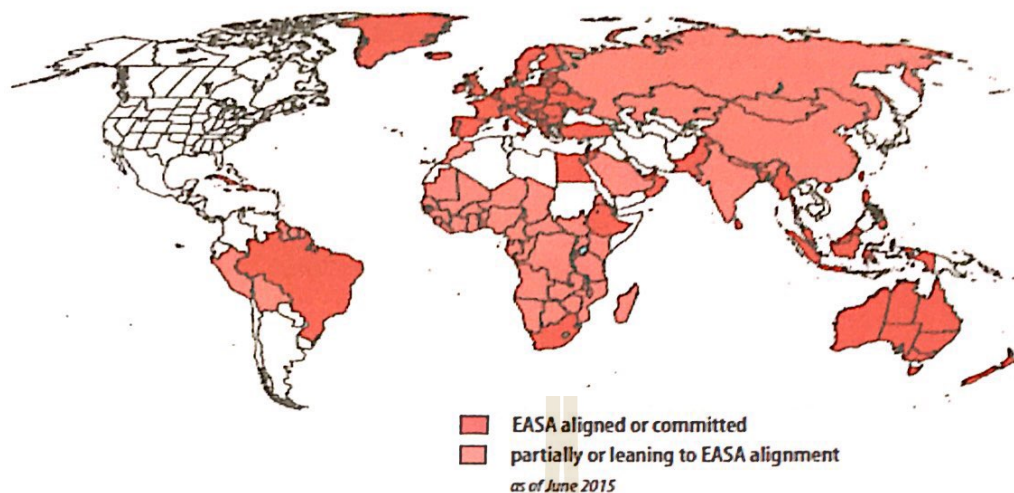 EASA aligned or committed
partially or leaning to EASA alignment
as of June 2015